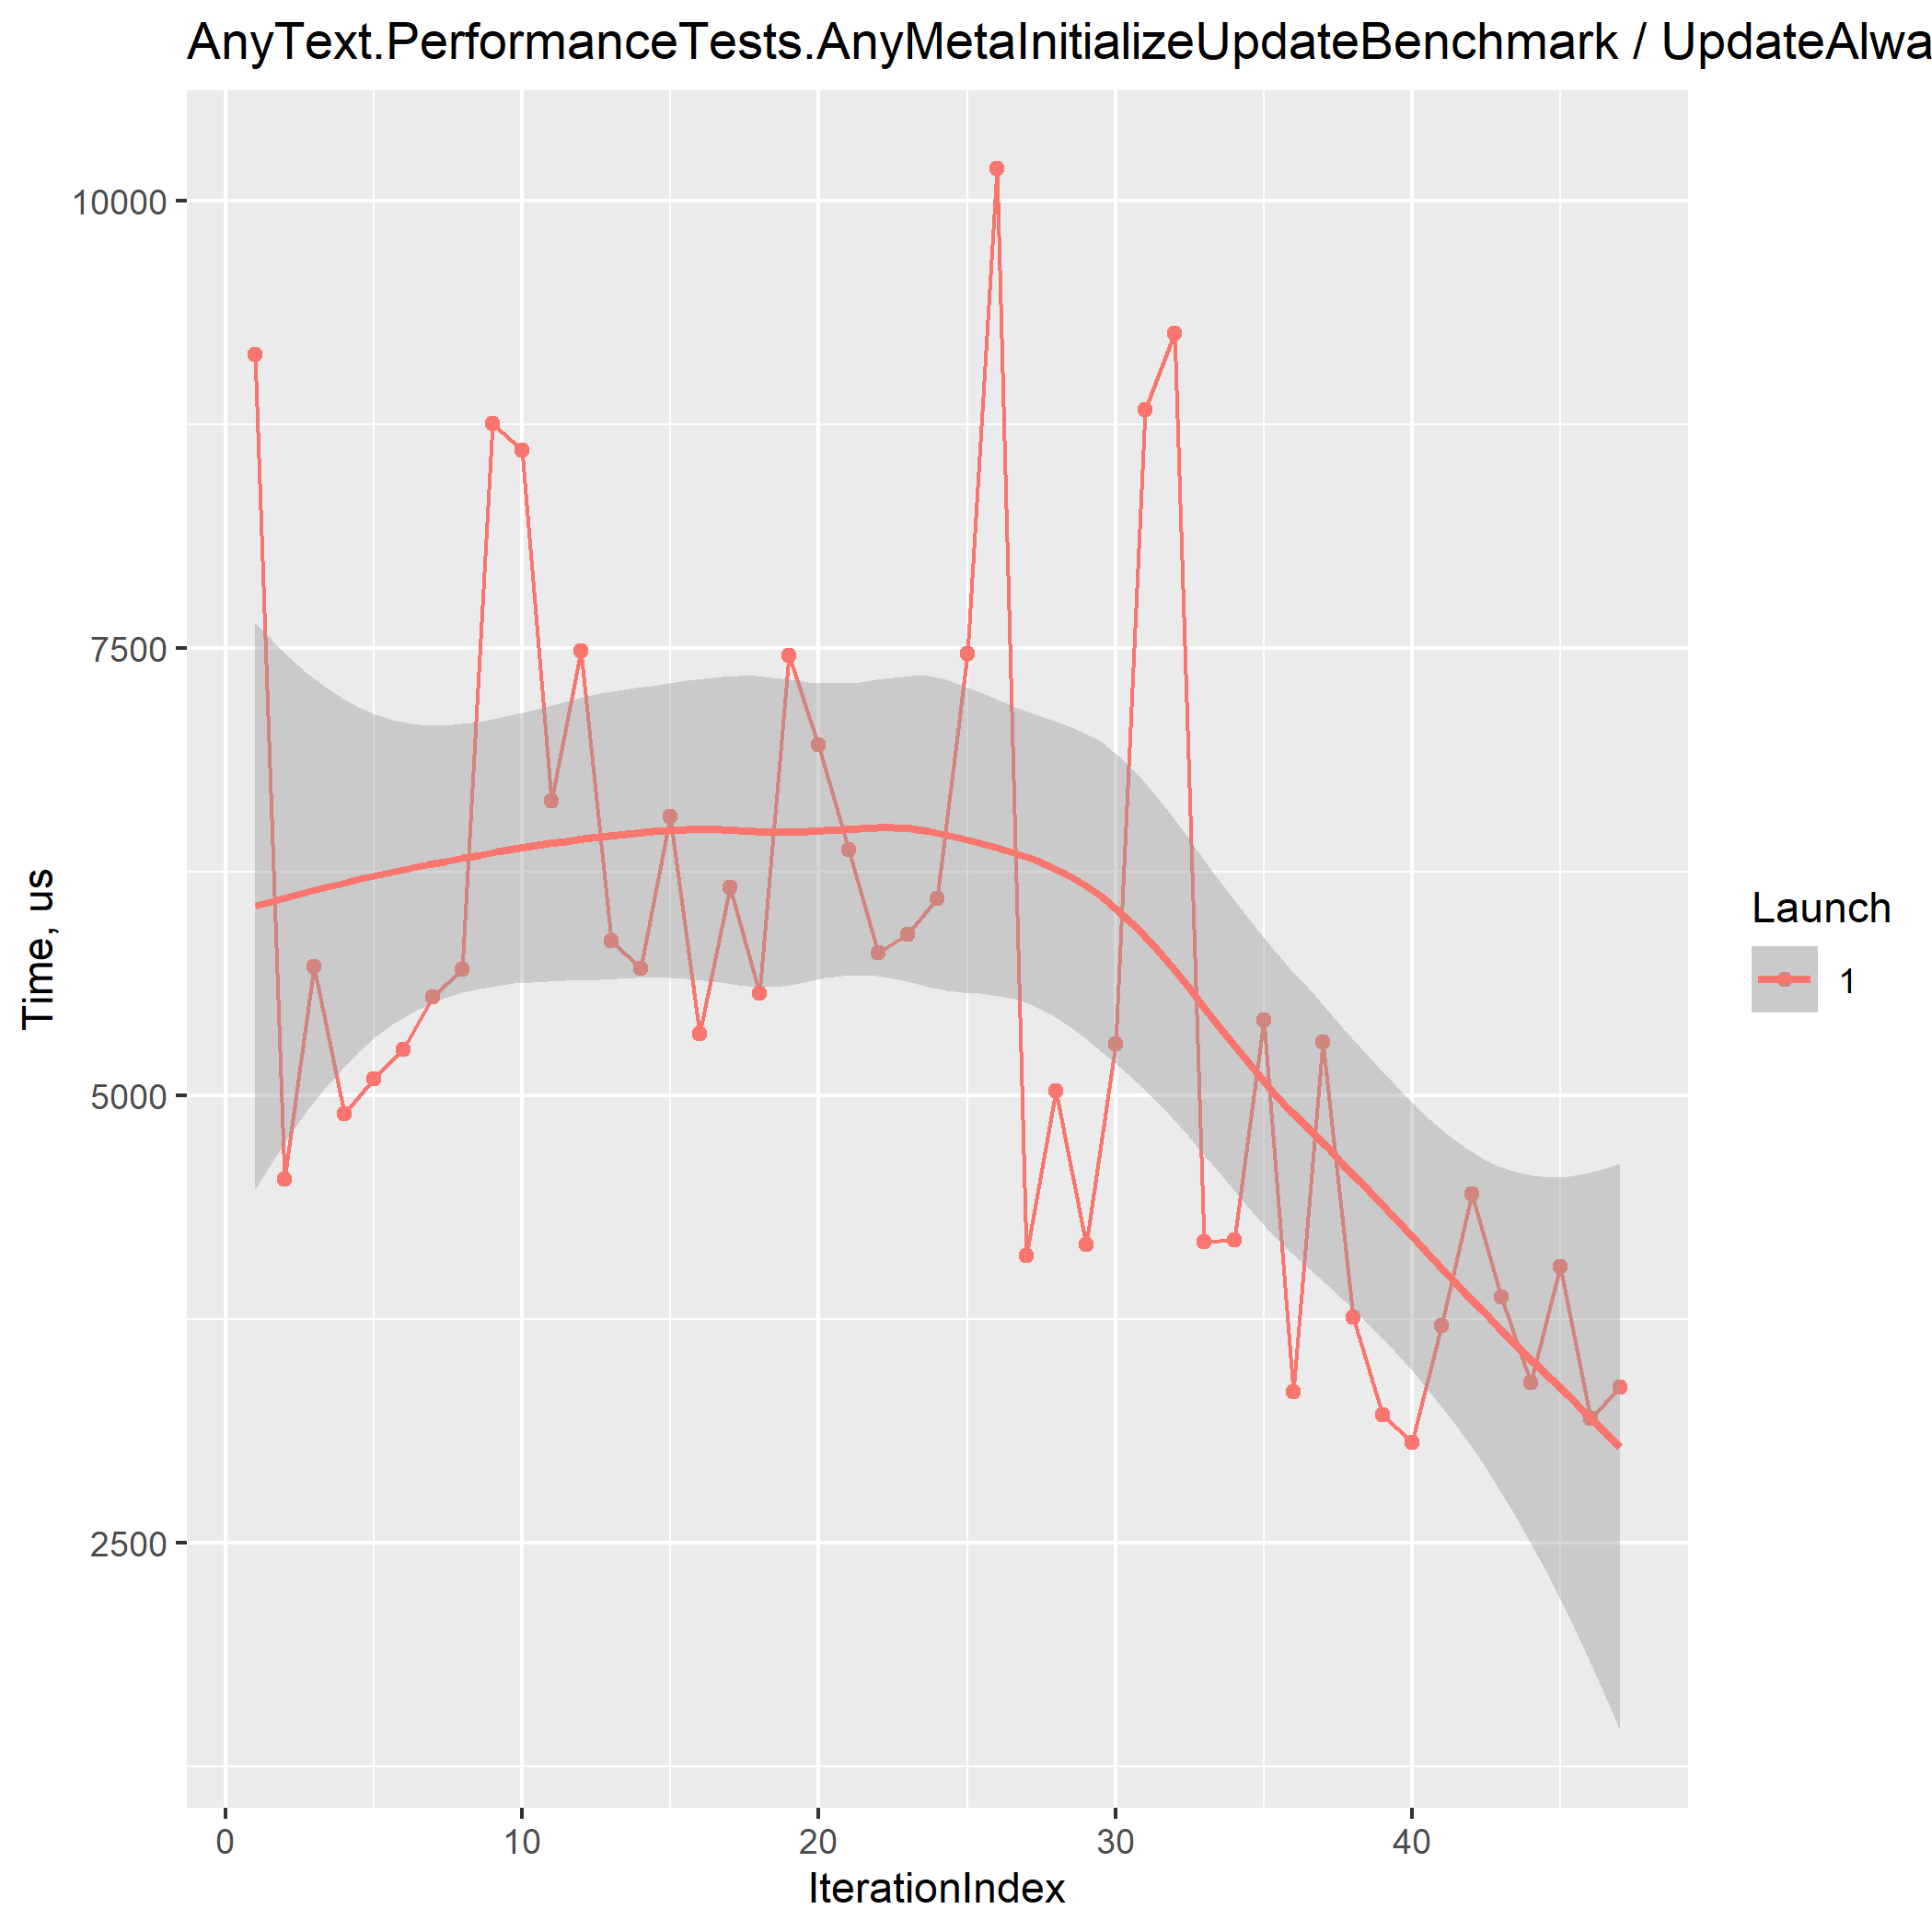 AnyText.PerformanceTests.AnyMetaInitializeUpdateBenchmark / UpdateAlwa
10000
7500
5000
2500
Time, us
0 10 20 30 40
IterationIndex
Launch
1